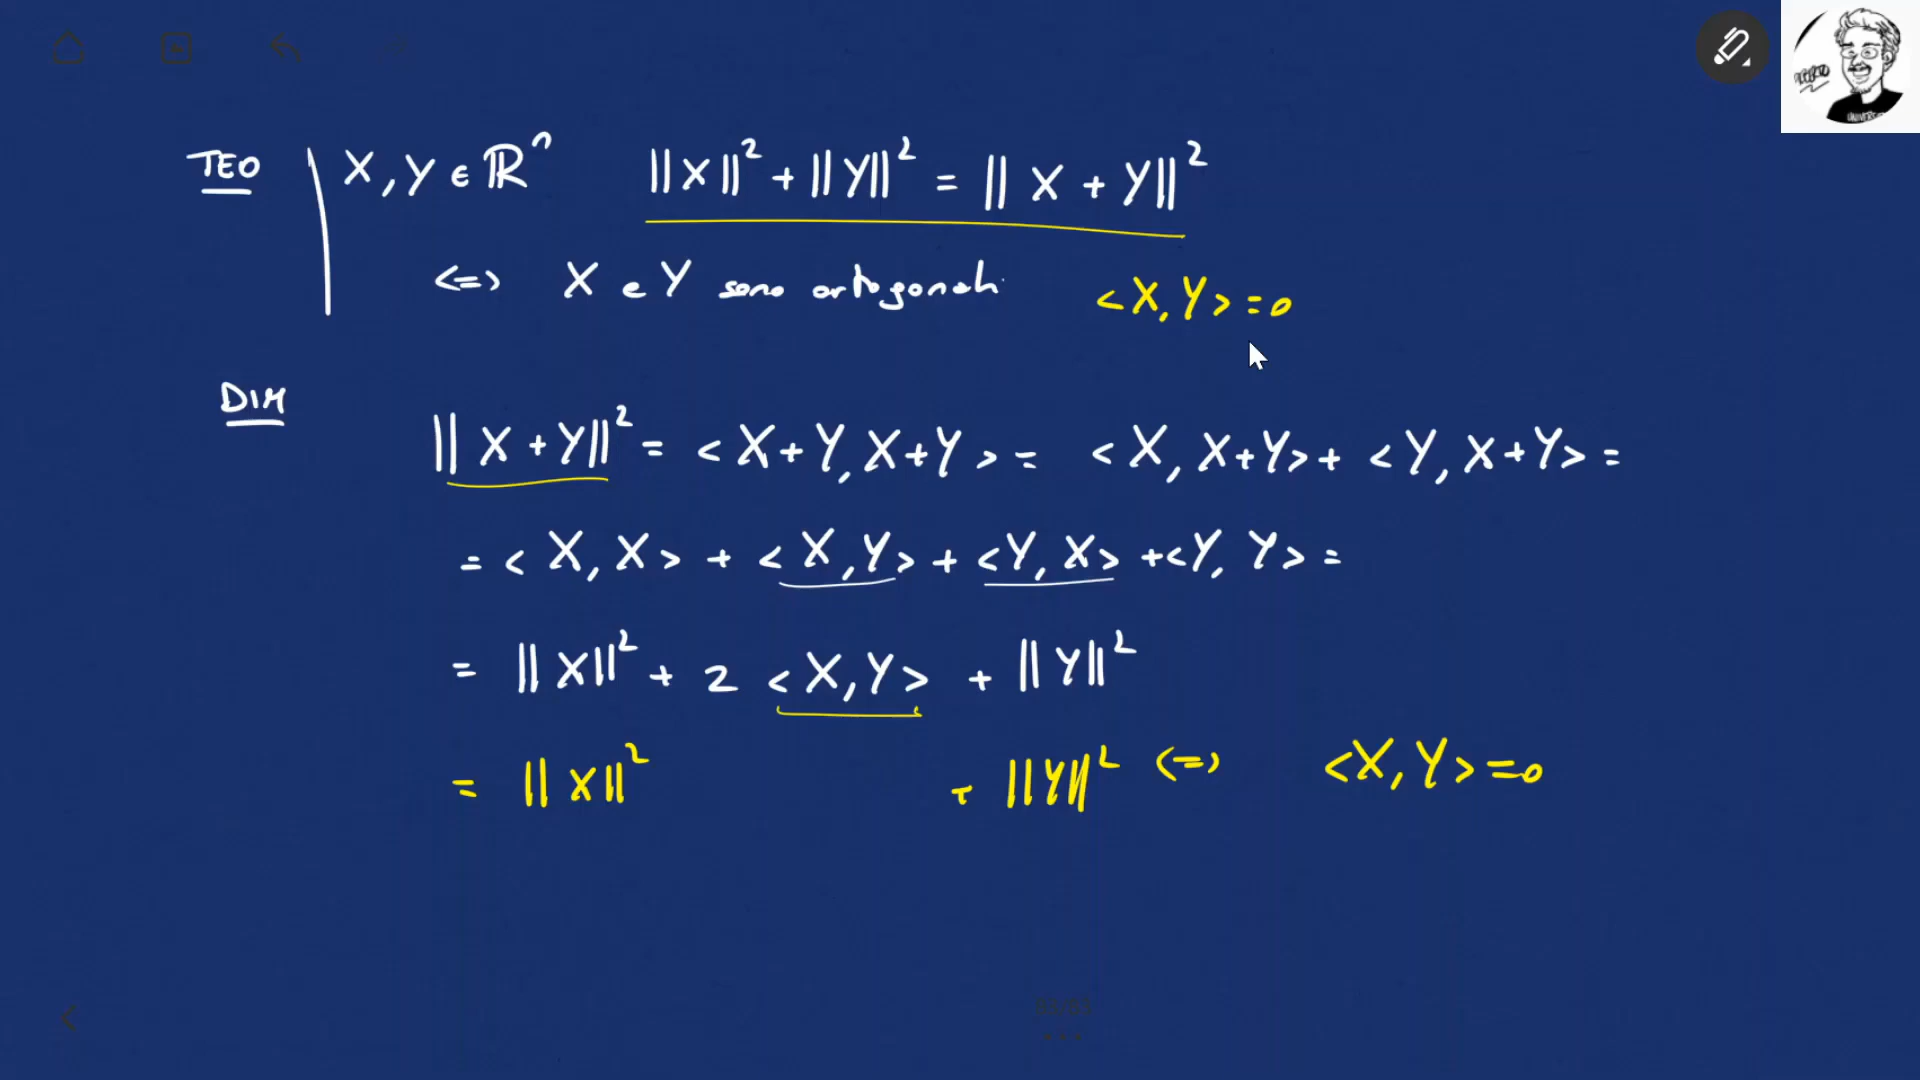 TEO X, Y ∈ ℝⁿ ||X||² + ||Y||² = ||X + Y||²
<=> X e Y sono ortogonali <X, Y> = 0
DIM
||X + Y||² = <X+Y, X+Y> = <X, X+Y> + <Y, X+Y> =
= <X, X> + <X, Y> + <Y, X> + <Y, Y> =
= ||X||² + 2 <X, Y> + ||Y||²
= ||X||² + ||Y||² <=> <X, Y> = 0